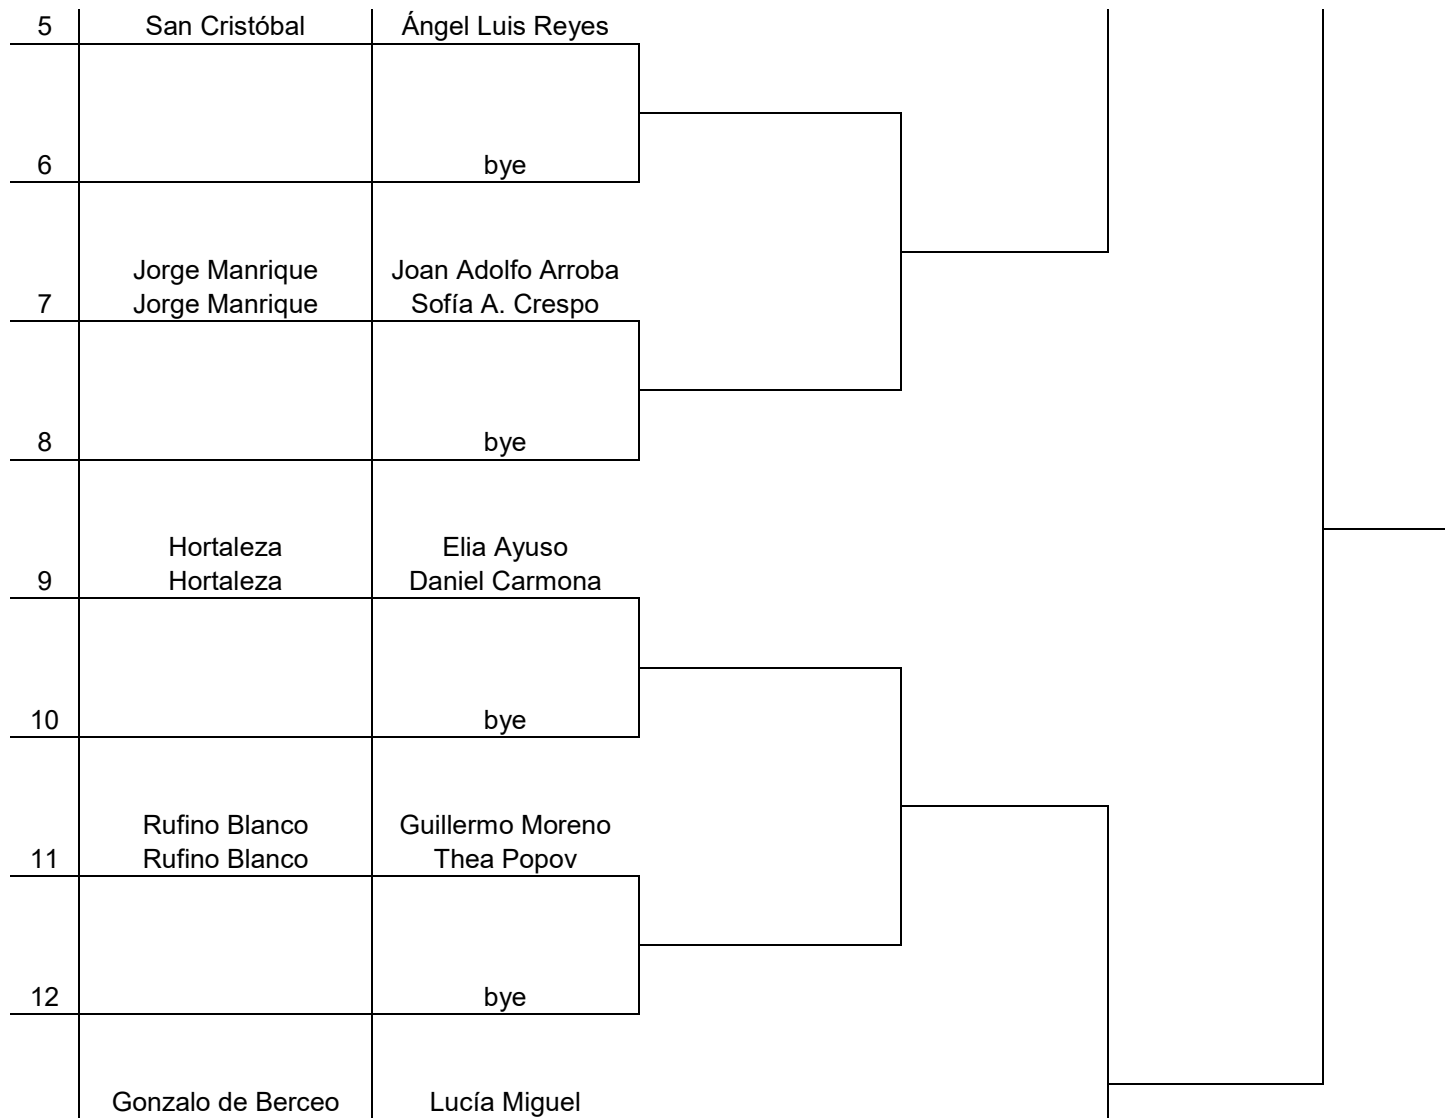 5 San Cristóbal Ángel Luis Reyes
6 bye
Jorge Manrique Joan Adolfo Arroba
7 Jorge Manrique Sofía A. Crespo
8 bye
Hortaleza Elia Ayuso
9 Hortaleza Daniel Carmona
10 bye
Rufino Blanco Guillermo Moreno
11 Rufino Blanco Thea Popov
12 bye
Gonzalo de Berceo Lucía Miguel